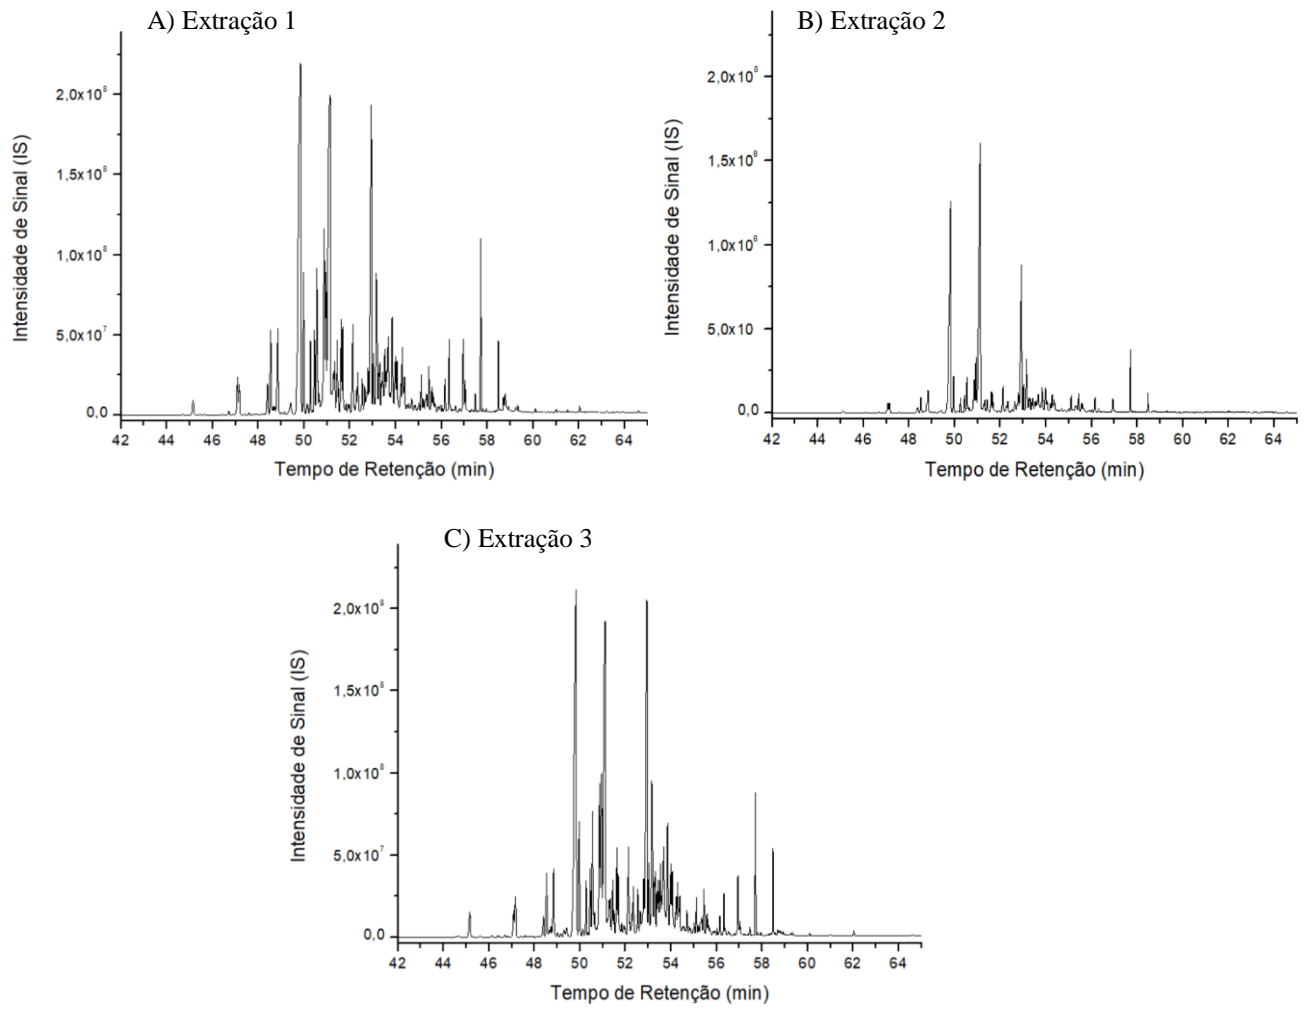 A) Extração 1
Intensidade de Sinal (IS)
2,0x10⁸
1,5x10⁸
1,0x10⁸
5,0x10⁷
0,0
42 44 46 48 50 52 54 56 58 60 62 64
Tempo de Retenção (min)
B) Extração 2
Intensidade de Sinal (IS)
2,0x10⁸
1,5x10⁸
1,0x10⁸
5,0x10
0,0
42 44 46 48 50 52 54 56 58 60 62 64
Tempo de Retenção (min)
C) Extração 3
Intensidade de Sinal (IS)
2,0x10⁸
1,5x10⁸
1,0x10⁸
5,0x10⁷
0,0
42 44 46 48 50 52 54 56 58 60 62 64
Tempo de Retenção (min)